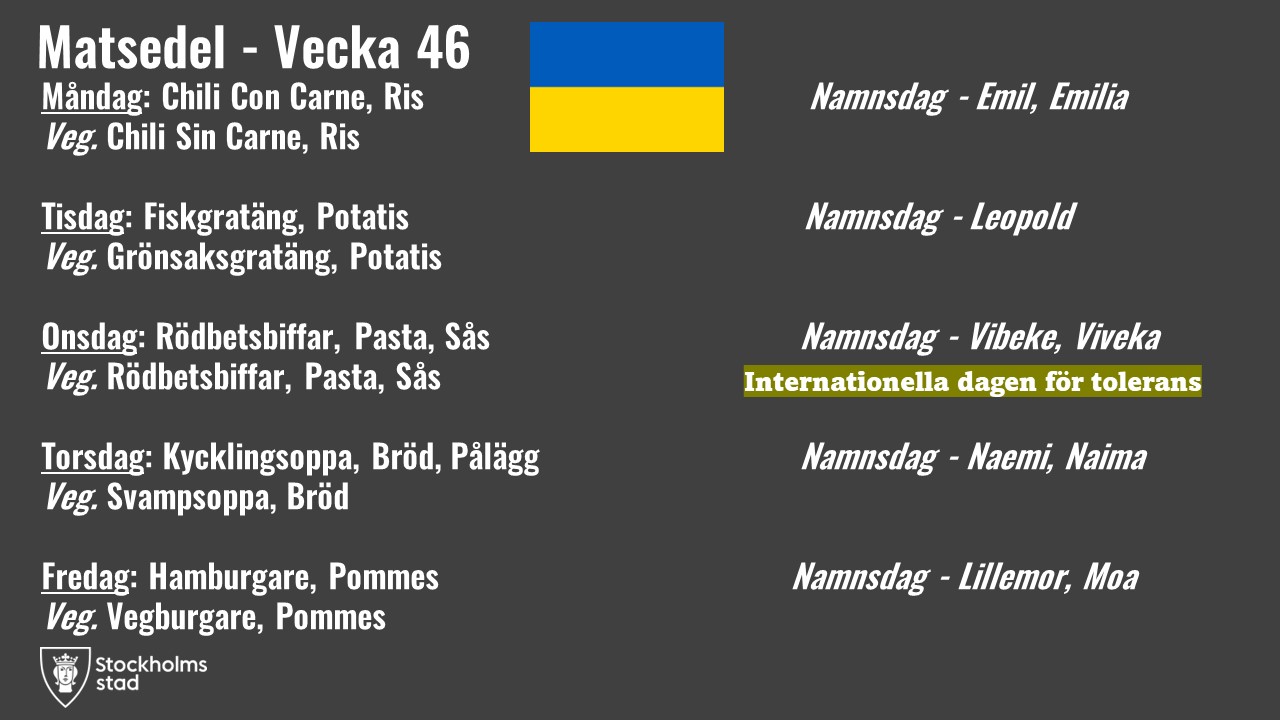 Matsedel - Vecka 46
Måndag: Chili Con Carne, Ris
Namnsdag - Emil, Emilia
Veg. Chili Sin Carne, Ris
Tisdag: Fiskgratäng, Potatis
Namnsdag - Leopold
Veg. Grönsaksgratäng, Potatis
Onsdag: Rödbetsbiffar, Pasta, Sås
Namnsdag - Vibeke, Viveka
Veg. Rödbetsbiffar, Pasta, Sås
Internationella dagen för tolerans
Torsdag: Kycklingsoppa, Bröd, Pålägg
Namnsdag - Naemi, Naima
Veg. Svampsoppa, Bröd
Fredag: Hamburgare, Pommes
Namnsdag - Lillemor, Moa
Veg. Vegburgare, Pommes
Stockholms
stad